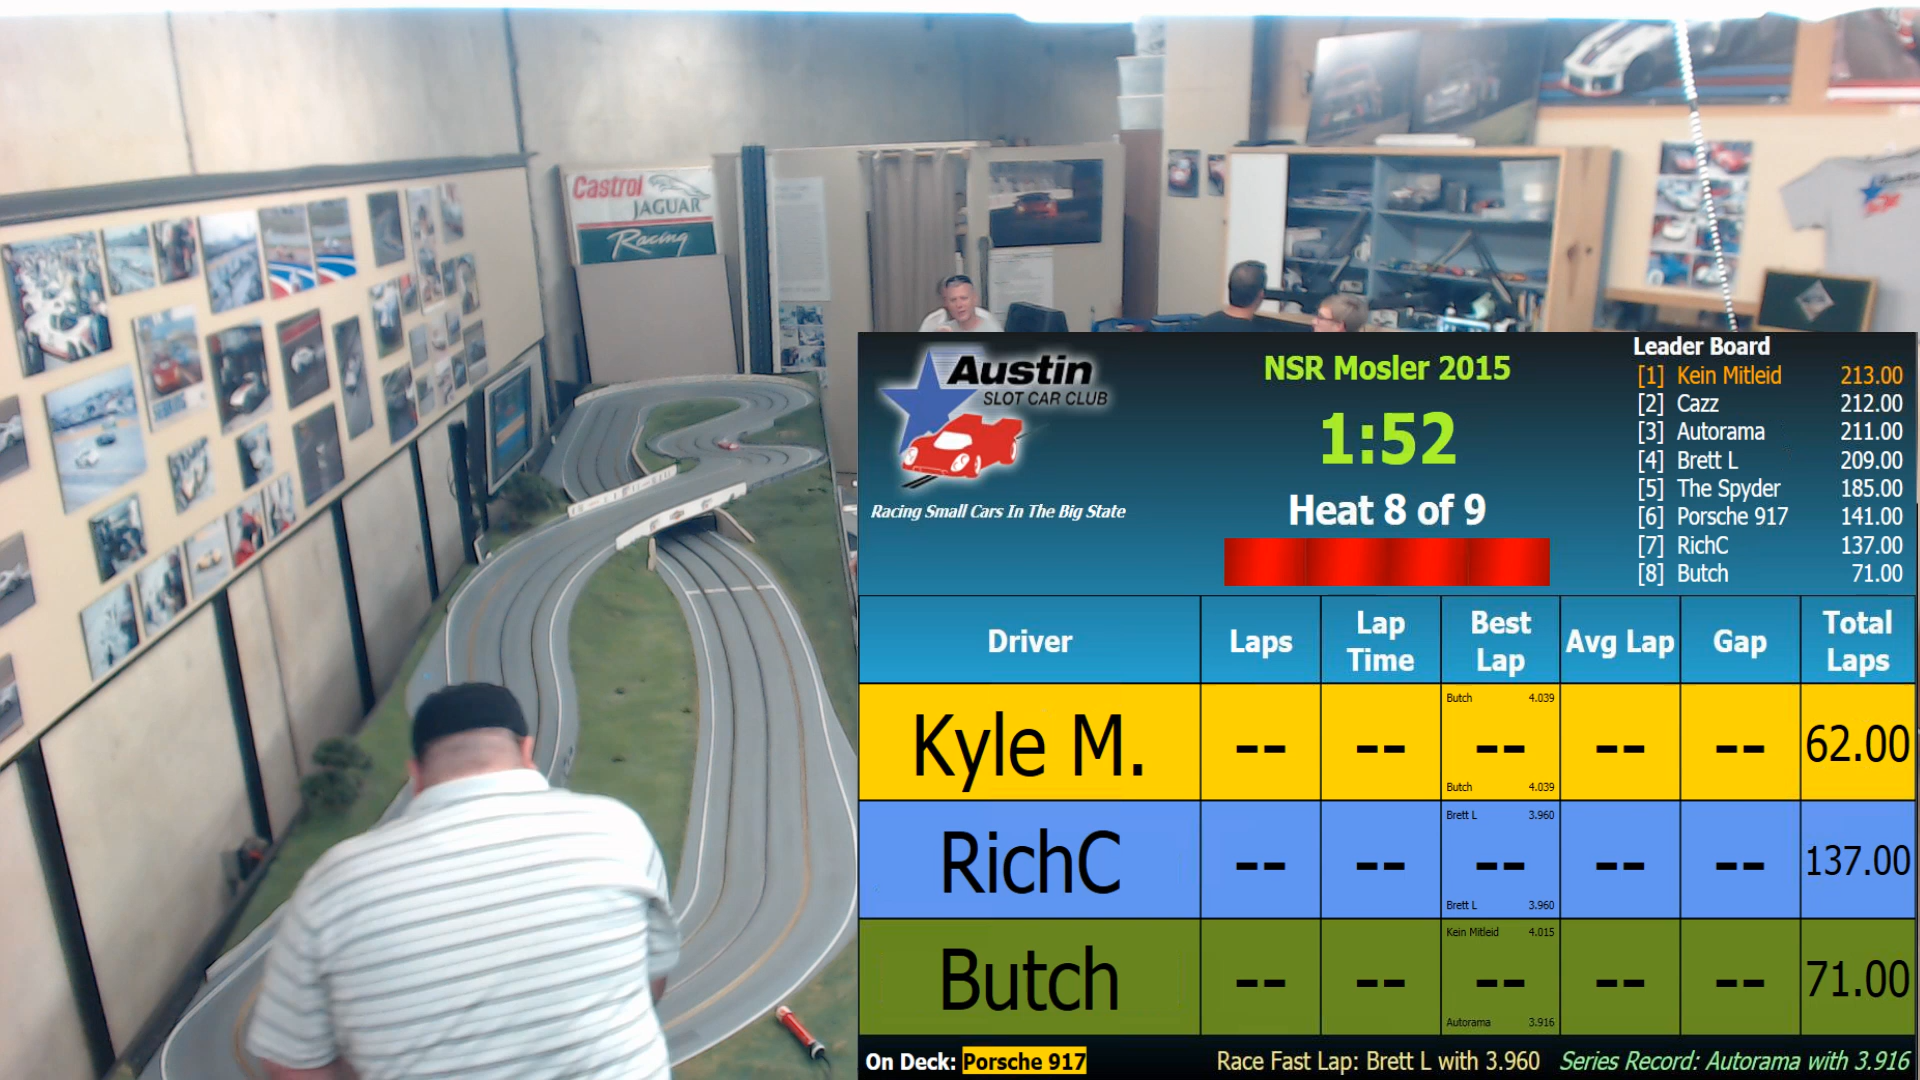 Castrol
JAGUAR
Racing
Austin
Austin
SLOT CAR CLUB
Racing Small Cars In The Big State
NSR Mosler 2015
1:52
Heat 8 of 9
Leader Board
[1] Kein Mitleid 213.00
[2] Cazz 212.00
[3] Autorama 211.00
[4] Brett L 209.00
[5] The Spyder 185.00
[6] Porsche 917 141.00
[7] RichC 137.00
[8] Butch 71.00
Driver Laps Lap Time Best Lap Avg Lap Gap Total Laps
Butch 4.039
Kyle M. -- -- -- -- -- 62.00
Butch 4.039
Brett L 3.960
RichC -- -- -- -- -- 137.00
Brett L 3.960
Kein Mitleid 4.015
Butch -- -- -- -- -- 71.00
Autorama 3.916
On Deck: Porsche 917 Race Fast Lap: Brett L with 3.960 Series Record: Autorama with 3.916